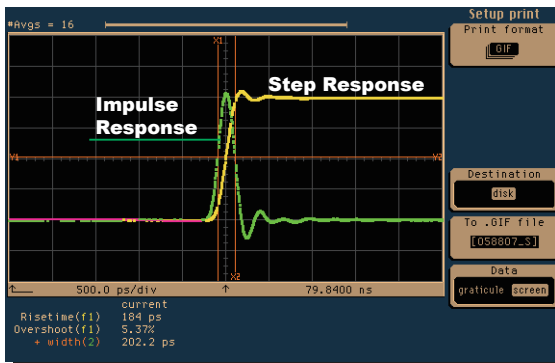 #Avgs = 16
Setup print
Print format
GIF
X1
Step Response
Impulse
Response
Y1
Y2
Destination
disk
To .GIF file
[058807_S]
Data
graticule screen
X2
500.0 ps/div
79.8400 ns
current
Risetime(f1) 184 ps
Overshoot(f1) 5.37%
+ width(2) 202.2 ps